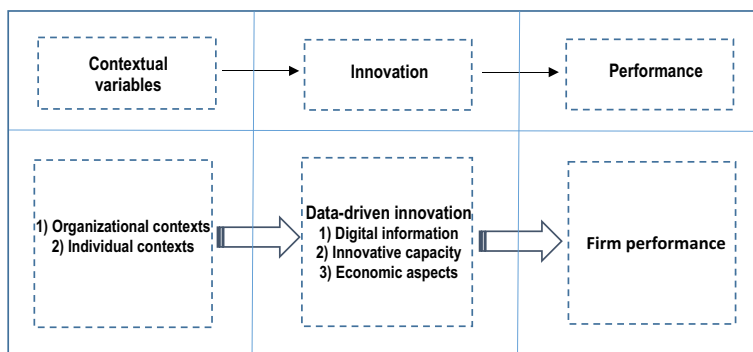 Contextual
variables
Innovation
Performance
1) Organizational contexts
2) Individual contexts
Data-driven innovation
1) Digital information
2) Innovative capacity
3) Economic aspects
Firm performance